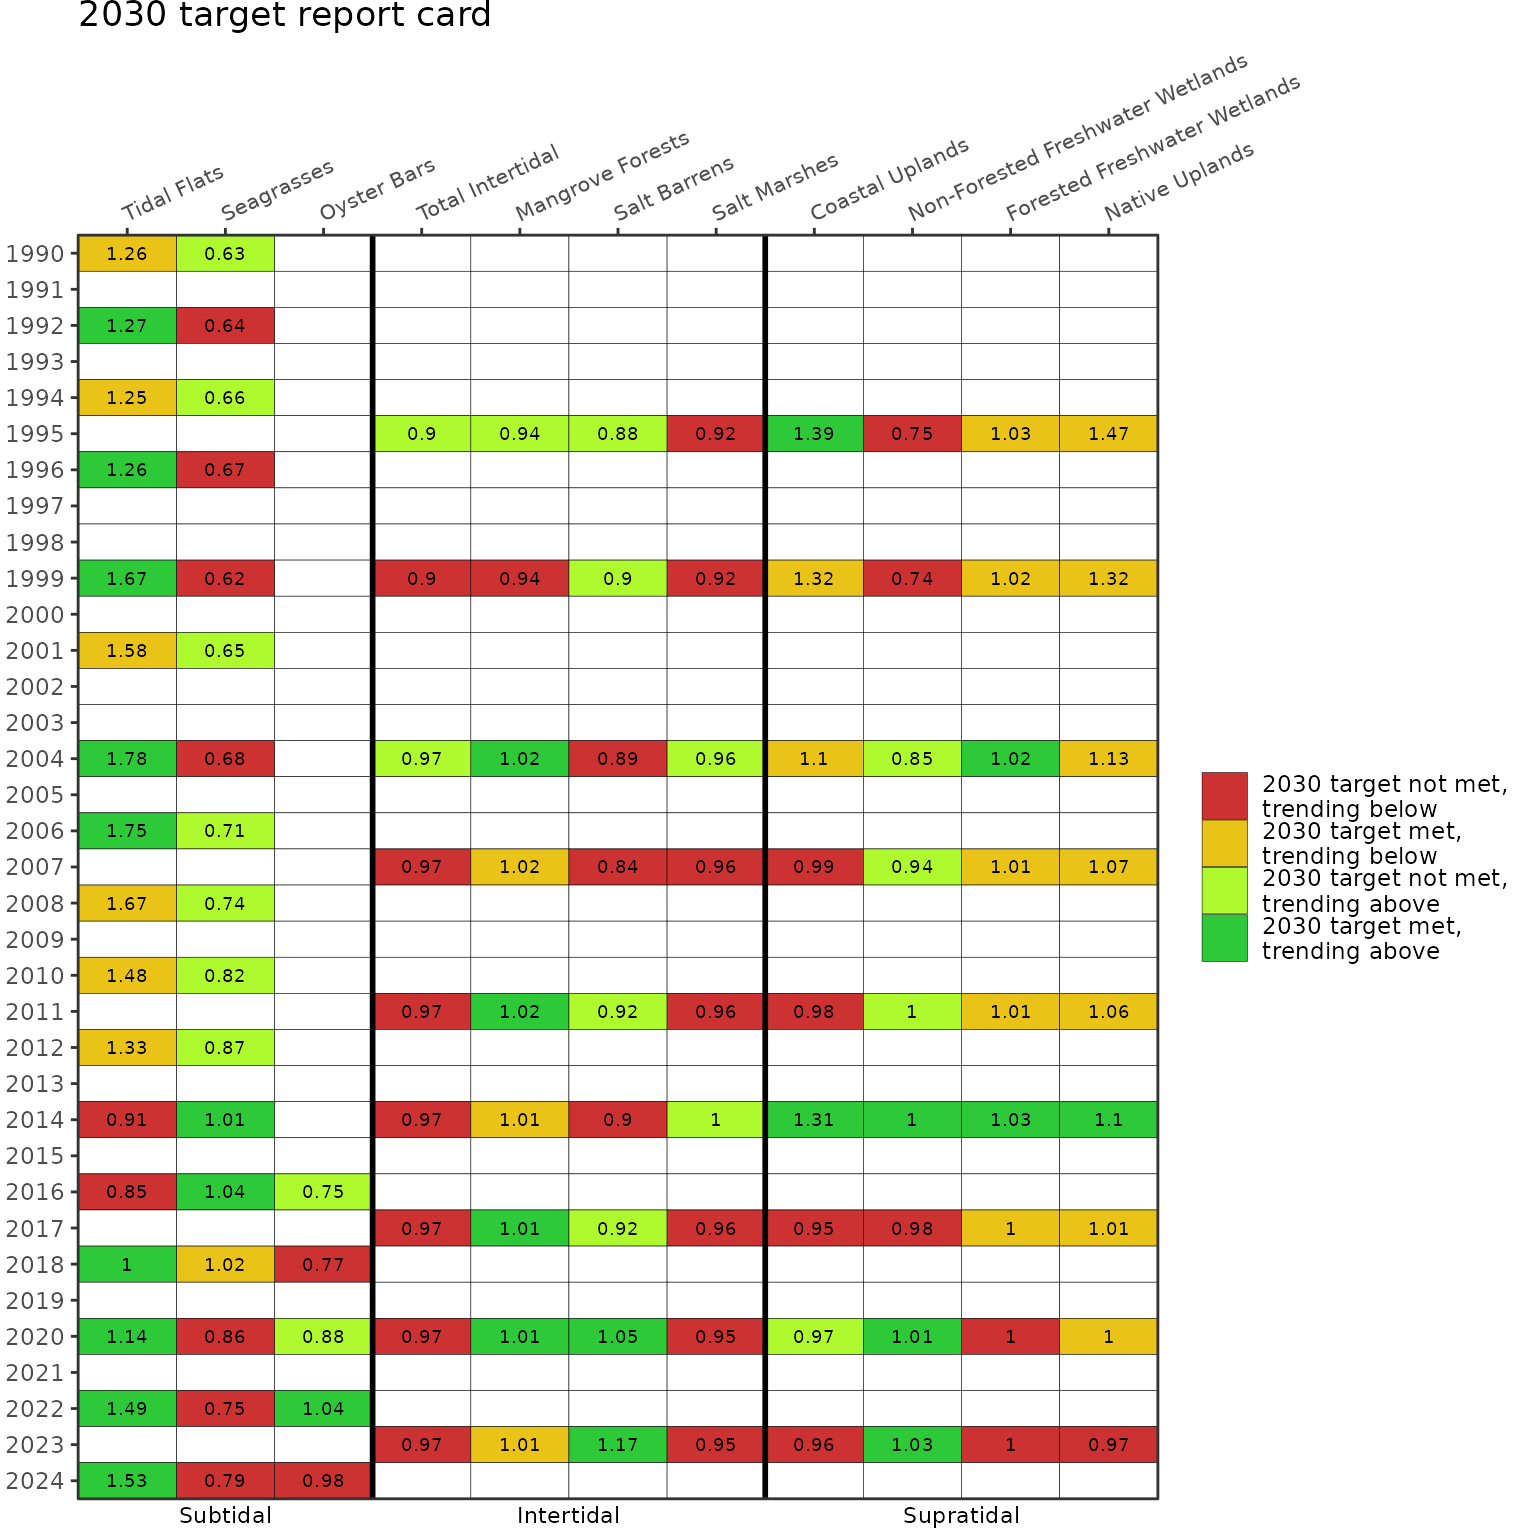 2030 target report card
Tidal Flats
Seagrasses
Oyster Bars
Total Intertidal
Mangrove Forests
Salt Barrens
Salt Marshes
Coastal Uplands
Non-Forested Freshwater Wetlands
Forested Freshwater Wetlands
Native Uplands
1990 1.26 0.63
1991
1992 1.27 0.64
1993
1994 1.25 0.66
1995 0.9 0.94 0.88 0.92 1.39 0.75 1.03 1.47
1996 1.26 0.67
1997
1998
1999 1.67 0.62 0.9 0.94 0.9 0.92 1.32 0.74 1.02 1.32
2000
2001 1.58 0.65
2002
2003
2004 1.78 0.68 0.97 1.02 0.89 0.96 1.1 0.85 1.02 1.13
2005
2006 1.75 0.71
2007 0.97 1.02 0.84 0.96 0.99 0.94 1.01 1.07
2008 1.67 0.74
2009
2010 1.48 0.82
2011 0.97 1.02 0.92 0.96 0.98 1 1.01 1.06
2012 1.33 0.87
2013
2014 0.91 1.01 0.97 1.01 0.9 1 1.31 1 1.03 1.1
2015
2016 0.85 1.04 0.75
2017 0.97 1.01 0.92 0.96 0.95 0.98 1 1.01
2018 1 1.02 0.77
2019
2020 1.14 0.86 0.88 0.97 1.01 1.05 0.95 0.97 1.01 1 1
2021
2022 1.49 0.75 1.04
2023 0.97 1.01 1.17 0.95 0.96 1.03 1 0.97
2024 1.53 0.79 0.98
Subtidal Intertidal Supratidal
2030 target not met,
trending below
2030 target met,
trending below
2030 target not met,
trending above
2030 target met,
trending above